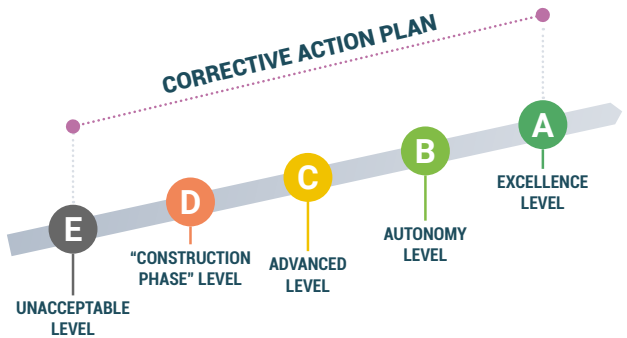 CORRECTIVE ACTION PLAN
A
B
C
D
E
EXCELLENCE
LEVEL
AUTONOMY
LEVEL
ADVANCED
LEVEL
“CONSTRUCTION
PHASE” LEVEL
UNACCEPTABLE
LEVEL